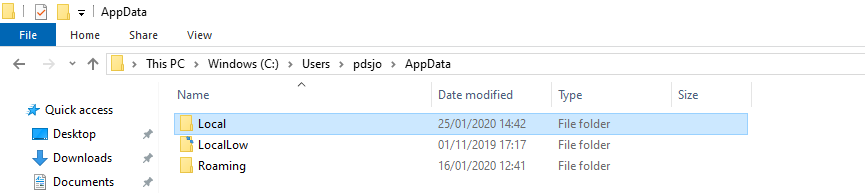 AppData
File Home Share View
This PC Windows (C:) Users pdsjo AppData
Name Date modified Type Size
Quick access
Desktop
Downloads
Documents
Local 25/01/2020 14:42 File folder
LocalLow 01/11/2019 17:17 File folder
Roaming 16/01/2020 12:41 File folder